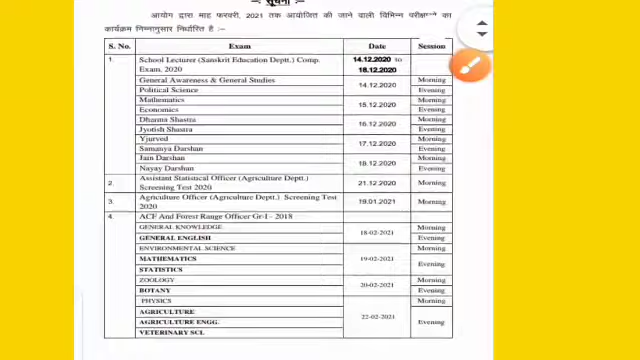 -: सूचना :-
आयोग द्वारा माह फरवरी, 2021 तक आयोजित की जाने वाली विभिन्न का
कार्यक्रम निम्नानुसार निर्धारित है :-
S. No. Exam Date Session
1. School Lecturer (Sanskrit Education Deptt.) Comp. Exam, 2020 14.12.2020 to 18.12.2020
General Awareness & General Studies 14.12.2020 Morning
Political Science Evening
Mathematics 15.12.2020 Morning
Economics Evening
Dharma Shastra 16.12.2020 Morning
Jyotish Shastra Evening
Yjurved 17.12.2020 Morning
Samanya Darshan Evening
Jain Darshan 18.12.2020 Morning
Nayay Darshan Evening
2. Assistant Statistical Officer (Agriculture Deptt.) Screening Test 2020 21.12.2020 Morning
3. Agriculture Officer (Agriculture Deptt.) Screening Test 2020 19.01.2021 Morning
4. ACF And Forest Range Officer Gr-I - 2018
GENERAL KNOWLEDGE 18-02-2021 Morning
GENERAL ENGLISH Evening
ENVIRONMENTAL SCIENCE 19-02-2021 Morning
MATHEMATICS Evening
STATISTICS
ZOOLOGY 20-02-2021 Morning
BOTANY Evening
PHYSICS 22-02-2021 Morning
AGRICULTURE Evening
AGRICULTURE ENGG.
VETERINARY SCI.